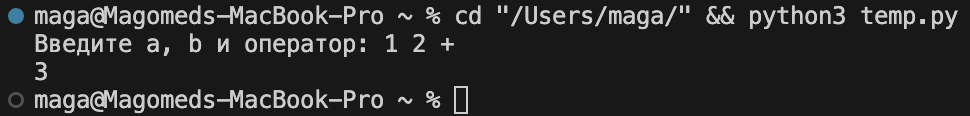 maga@Magomeds-MacBook-Pro ~ % cd "/Users/maga/" && python3 temp.py
Введите a, b и оператор: 1 2 +
3
maga@Magomeds-MacBook-Pro ~ %